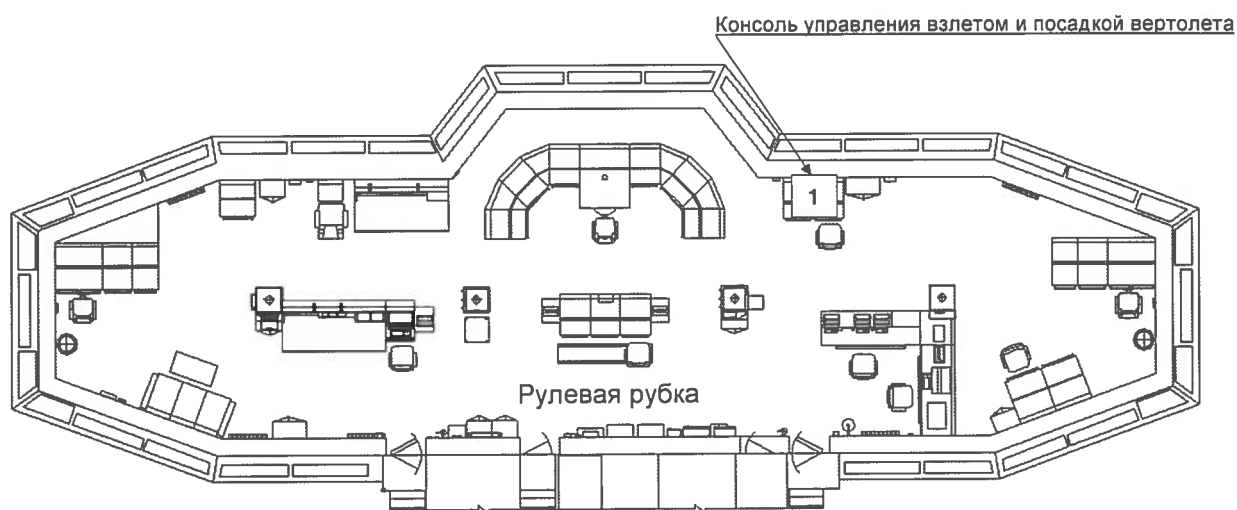 Консоль управления взлетом и посадкой вертолета
1
Рулевая рубка